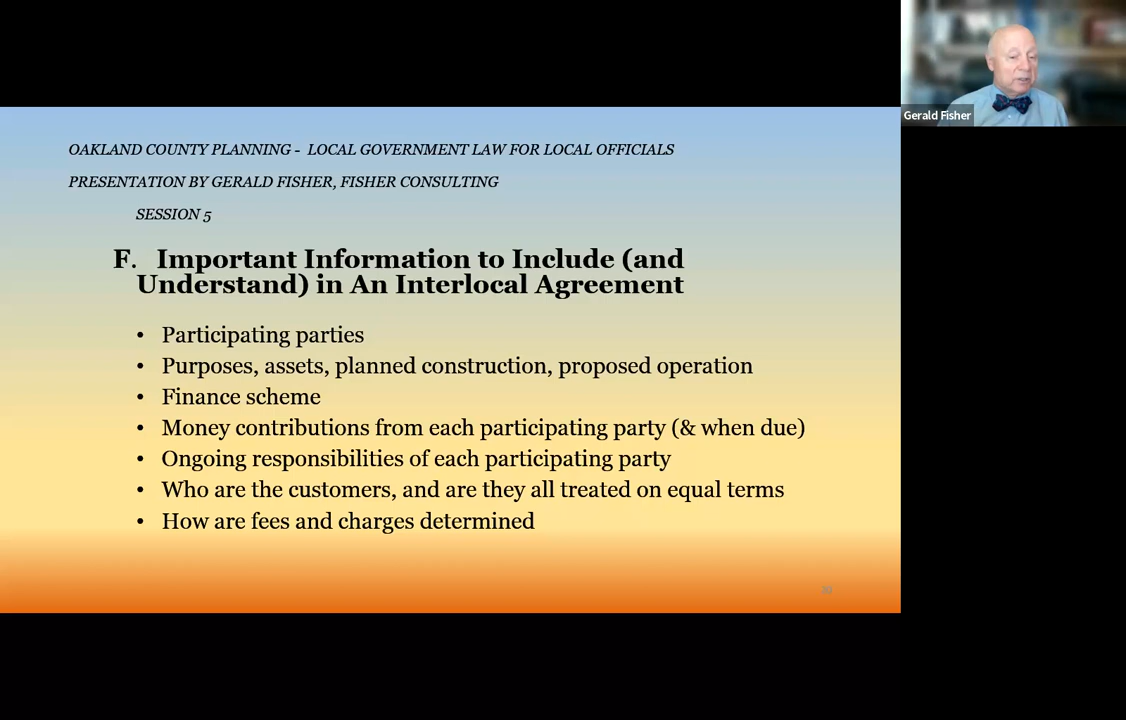 OAKLAND COUNTY PLANNING - LOCAL GOVERNMENT LAW FOR LOCAL OFFICIALS
PRESENTATION BY GERALD FISHER, FISHER CONSULTING
SESSION 5
F. Important Information to Include (and
Understand) in An Interlocal Agreement
• Participating parties
• Purposes, assets, planned construction, proposed operation
• Finance scheme
• Money contributions from each participating party (& when due)
• Ongoing responsibilities of each participating party
• Who are the customers, and are they all treated on equal terms
• How are fees and charges determined
Gerald Fisher